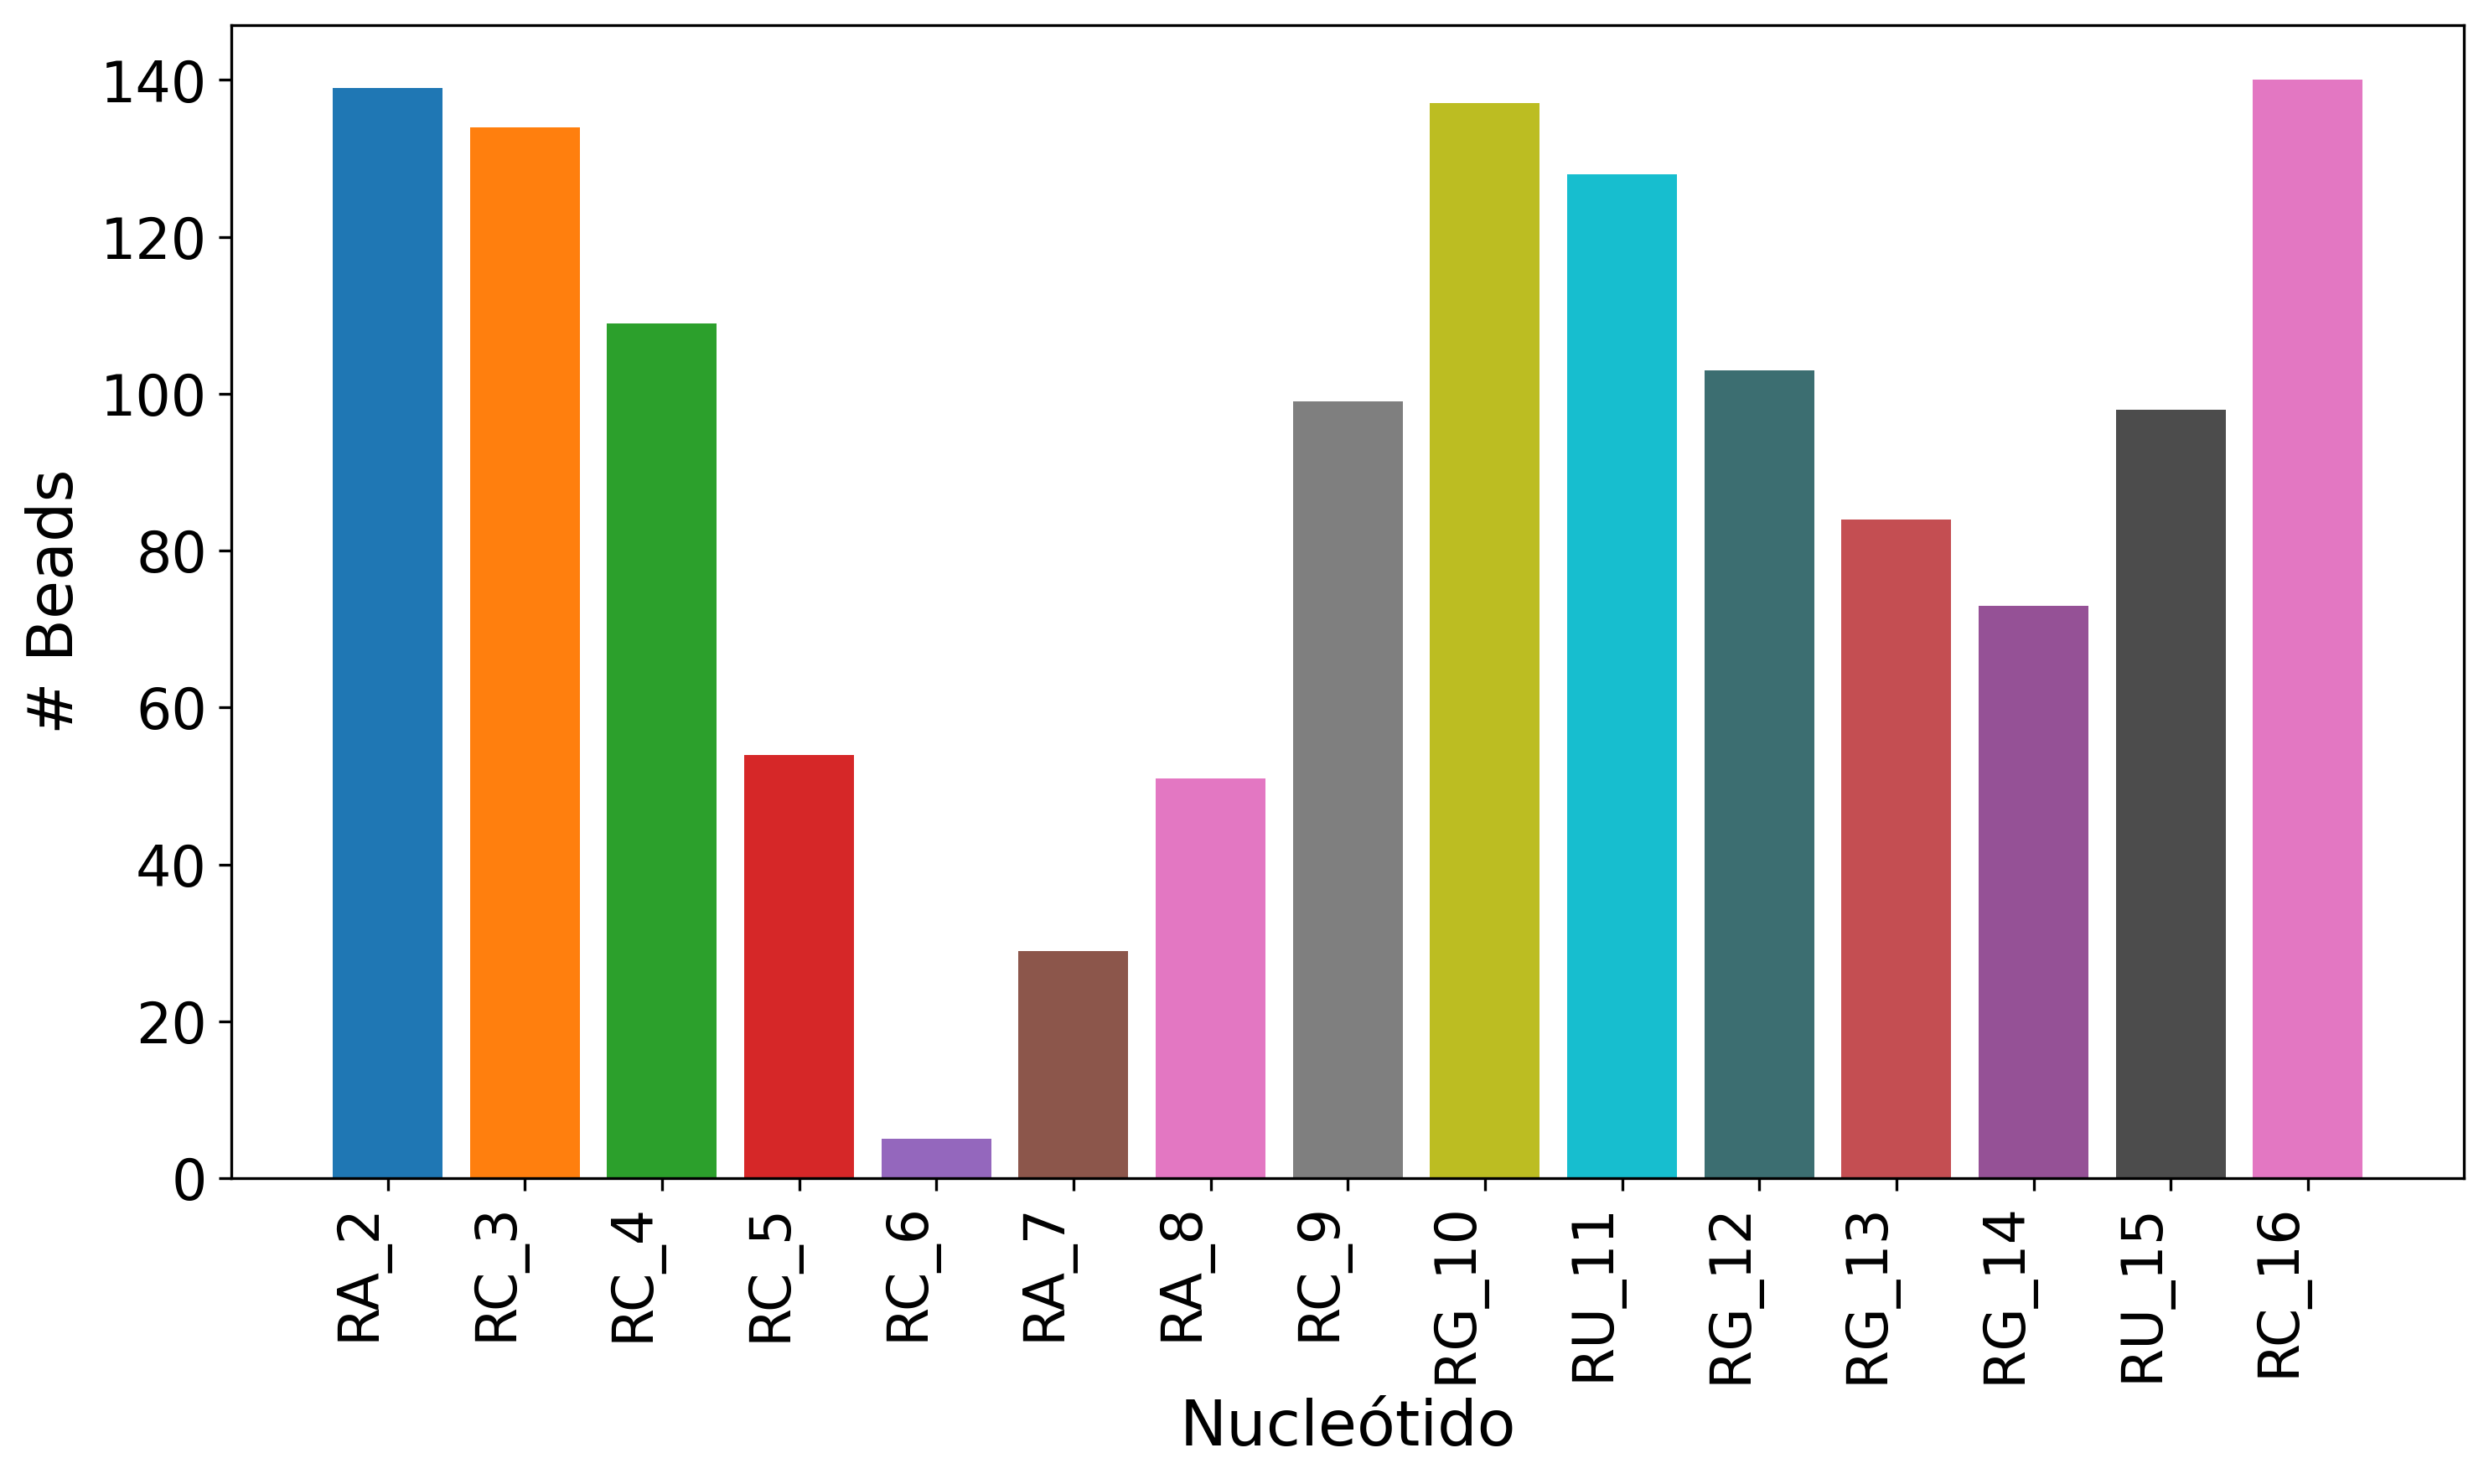 140
120
100
80
60
40
20
0
# Beads
RA_2
RC_3
RC_4
RC_5
RC_6
RA_7
RA_8
RC_9
RG_10
RU_111
RG_12
RG_13
RG_14
RU_15
RC_16
Nucleótido